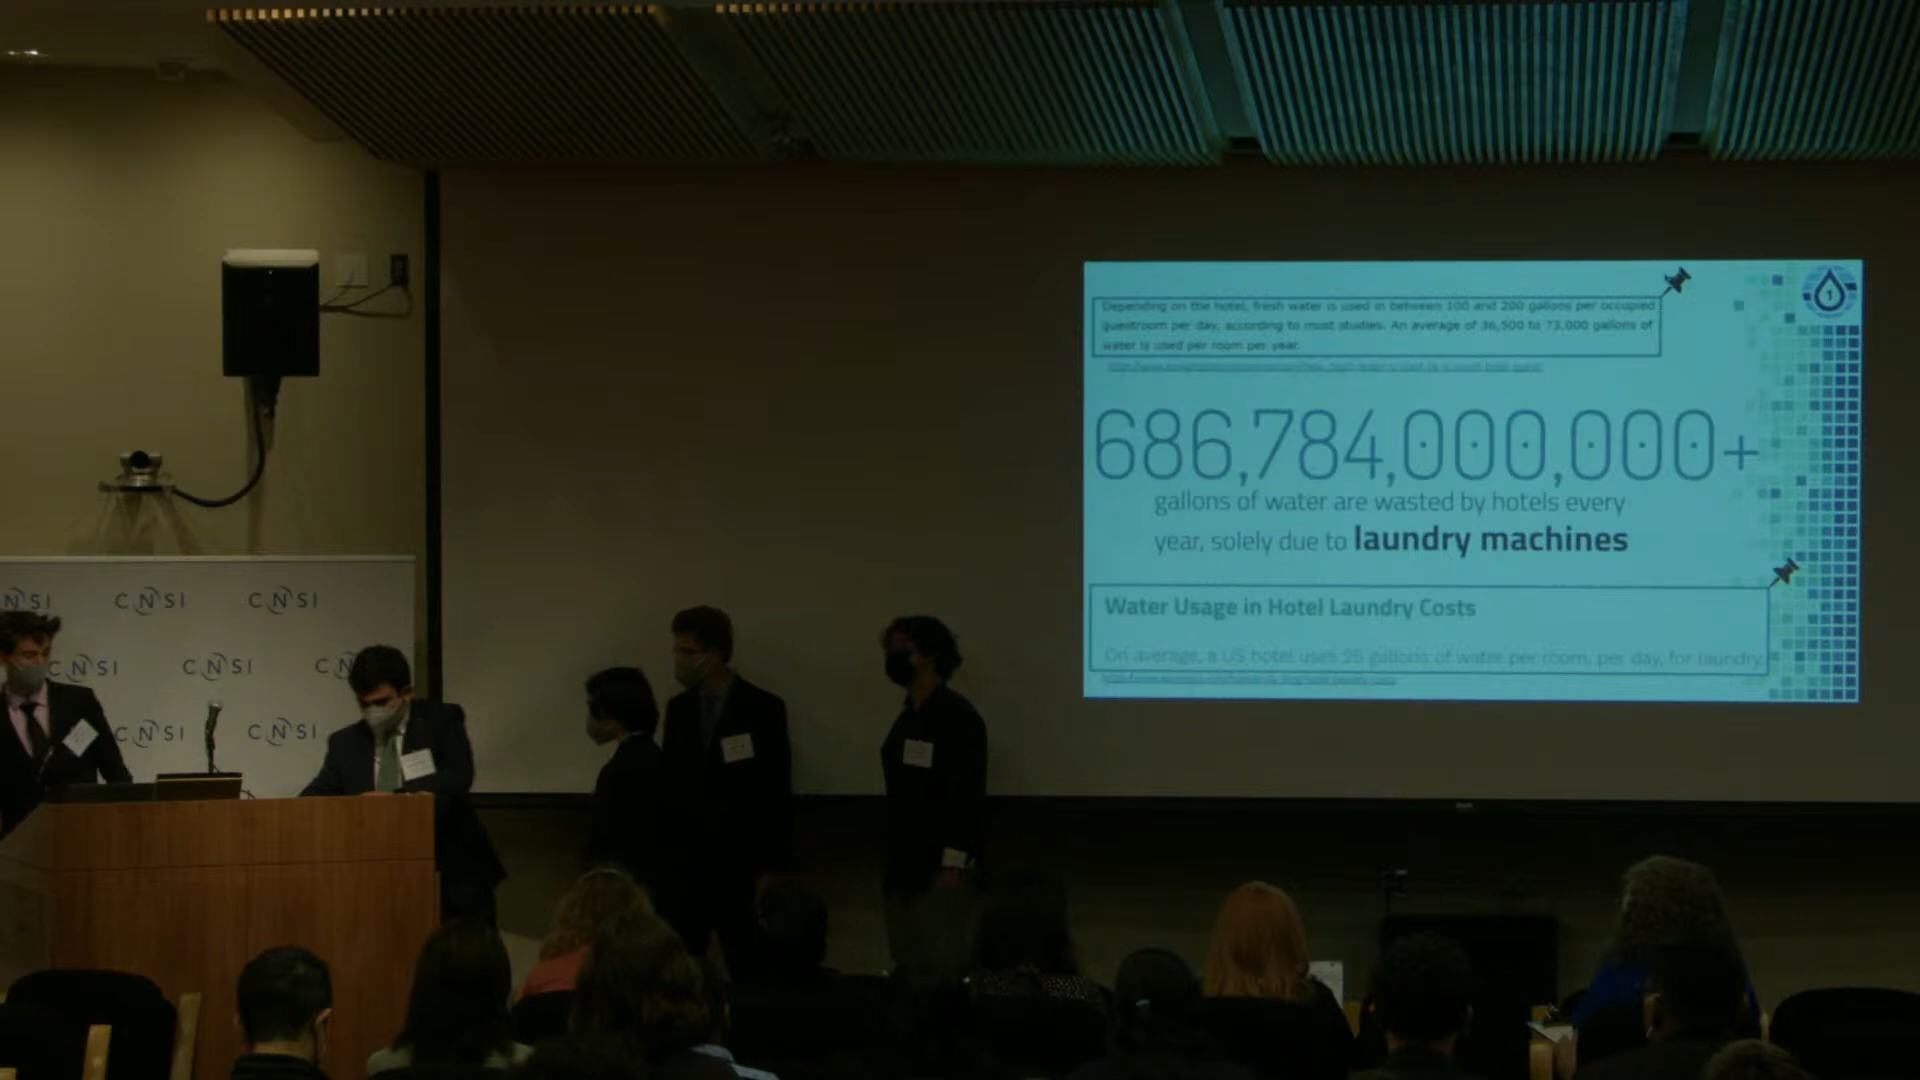 Depending on the hotel, fresh water is used in between 100 and 200 gallons per occupied
guestroom per day, according to most studies. An average of 36,500 to 73,000 gallons of
water is used per room per year.
686,784,000,000+
gallons of water are wasted by hotels every
year, solely due to laundry machines
Water Usage in Hotel Laundry Costs
On average, a US hotel uses 25 gallons of water per room, per day, for laundry.
1
NSI CNSI CNSI
CNSI CNSI CN
CNSI CNSI